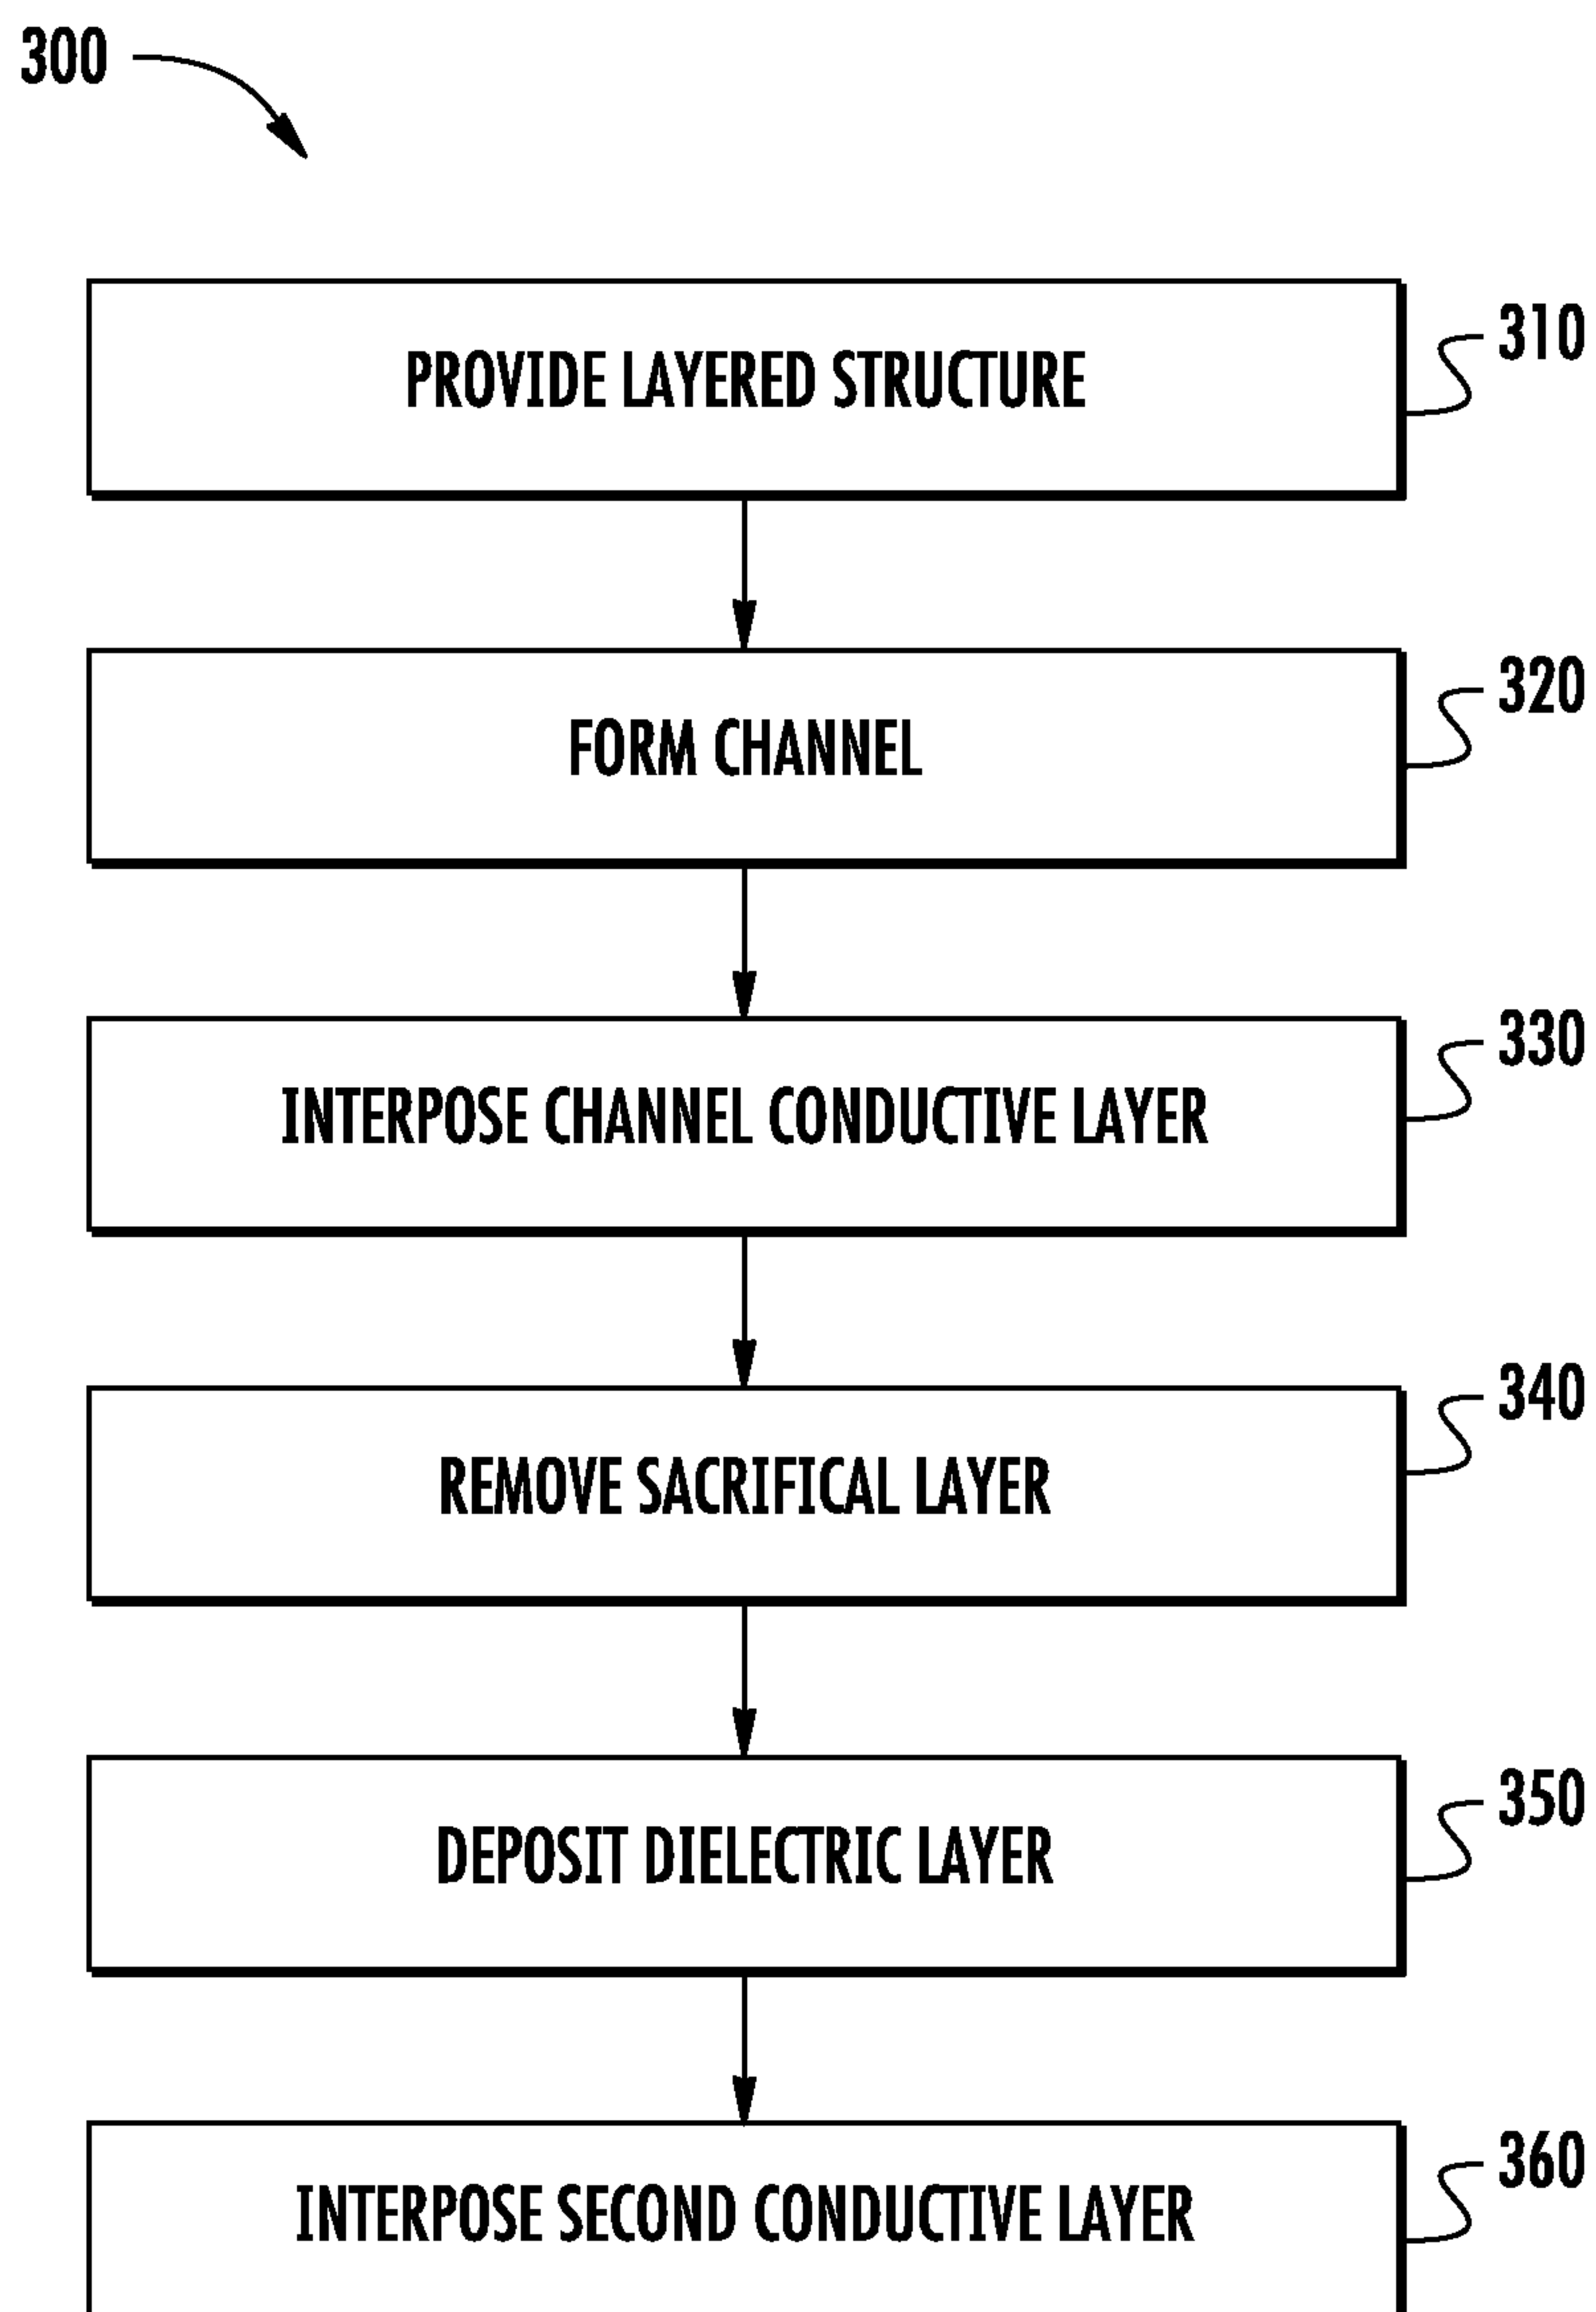 300
PROVIDE LAYERED STRUCTURE
310
FORM CHANNEL
320
INTERPOSE CHANNEL CONDUCTIVE LAYER
330
REMOVE SACRIFICAL LAYER
340
DEPOSIT DIELECTRIC LAYER
350
INTERPOSE SECOND CONDUCTIVE LAYER
360